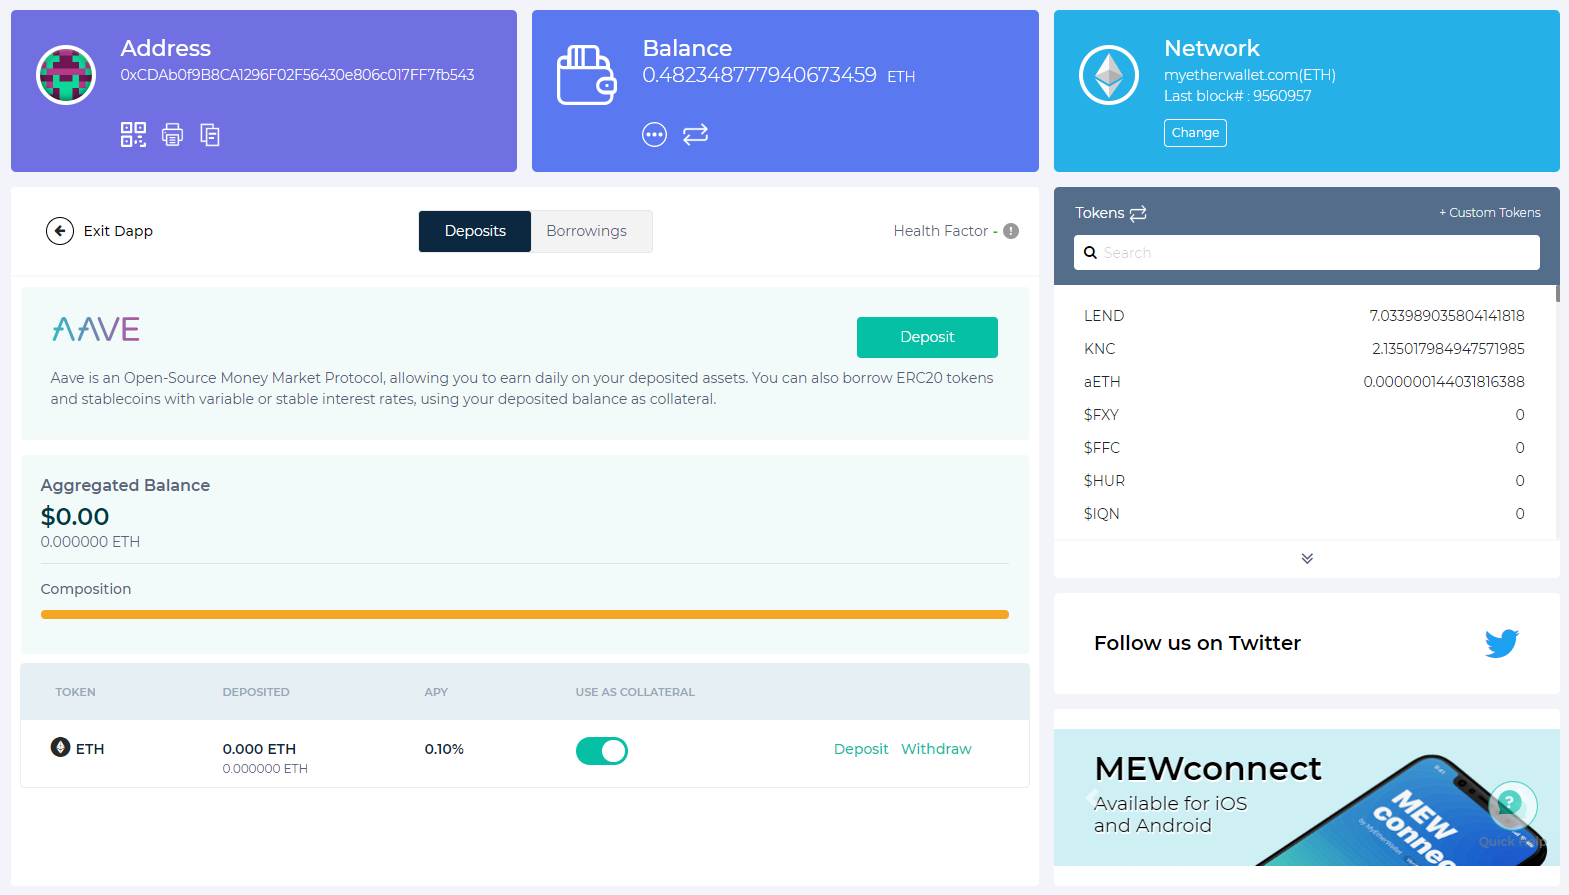 Address
0xCDAb0f9B8CA1296F02F56430e806c017FF7fb543
Balance
0.482348777940673459 ETH
Network
myetherwallet.com(ETH)
Last block# : 9560957
Change
Exit Dapp
Deposits
Borrowings
Health Factor -
AAVE
Deposit
Aave is an Open-Source Money Market Protocol, allowing you to earn daily on your deposited assets. You can also borrow ERC20 tokens
and stablecoins with variable or stable interest rates, using your deposited balance as collateral.
Aggregated Balance
$0.00
0.000000 ETH
Composition
TOKEN DEPOSITED APY USE AS COLLATERAL
ETH 0.000 ETH 0.10% Deposit Withdraw
0.000000 ETH
Tokens
+ Custom Tokens
Search
LEND 7.033989035804141818
KNC 2.135017984947571985
aETH 0.000000144031816388
$FXY 0
$FFC 0
$HUR 0
$IQN 0
Follow us on Twitter
MEWconnect
Available for iOS
and Android
MEW
connec
by MyEtherWallet
Quick Help